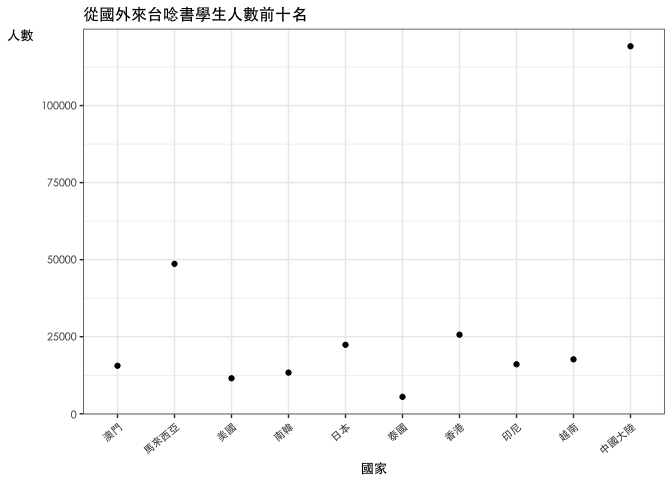 從國外來台唸書學生人數前十名
人數
100000
75000
50000
25000
0
澳門
馬來西亞
美國
南韓
日本
泰國
香港
印尼
越南
中國大陸
國家